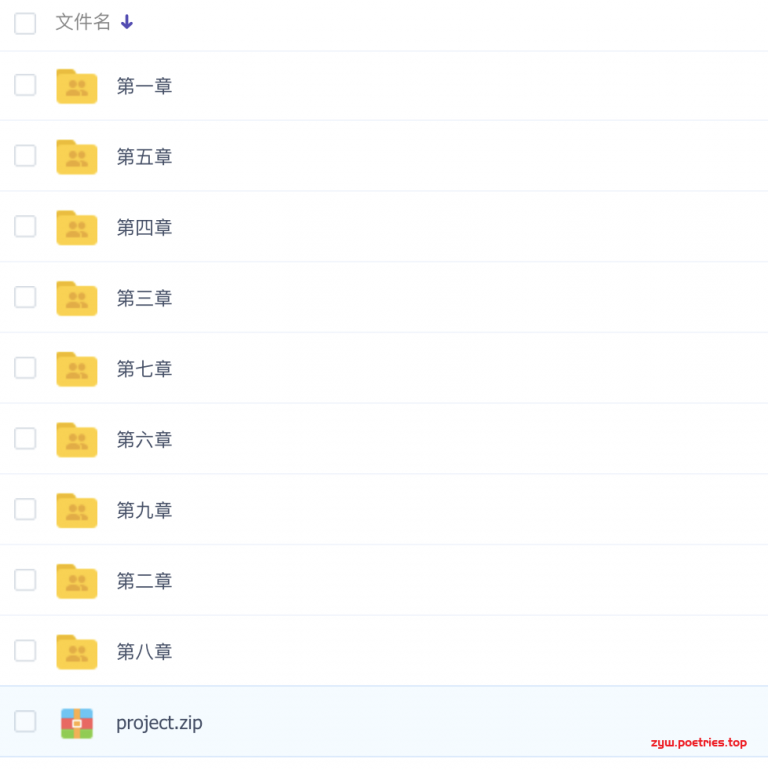 文件名
第一章
第五章
第四章
第三章
第七章
第六章
第九章
第二章
第八章
project.zip
zyw.poetries.top